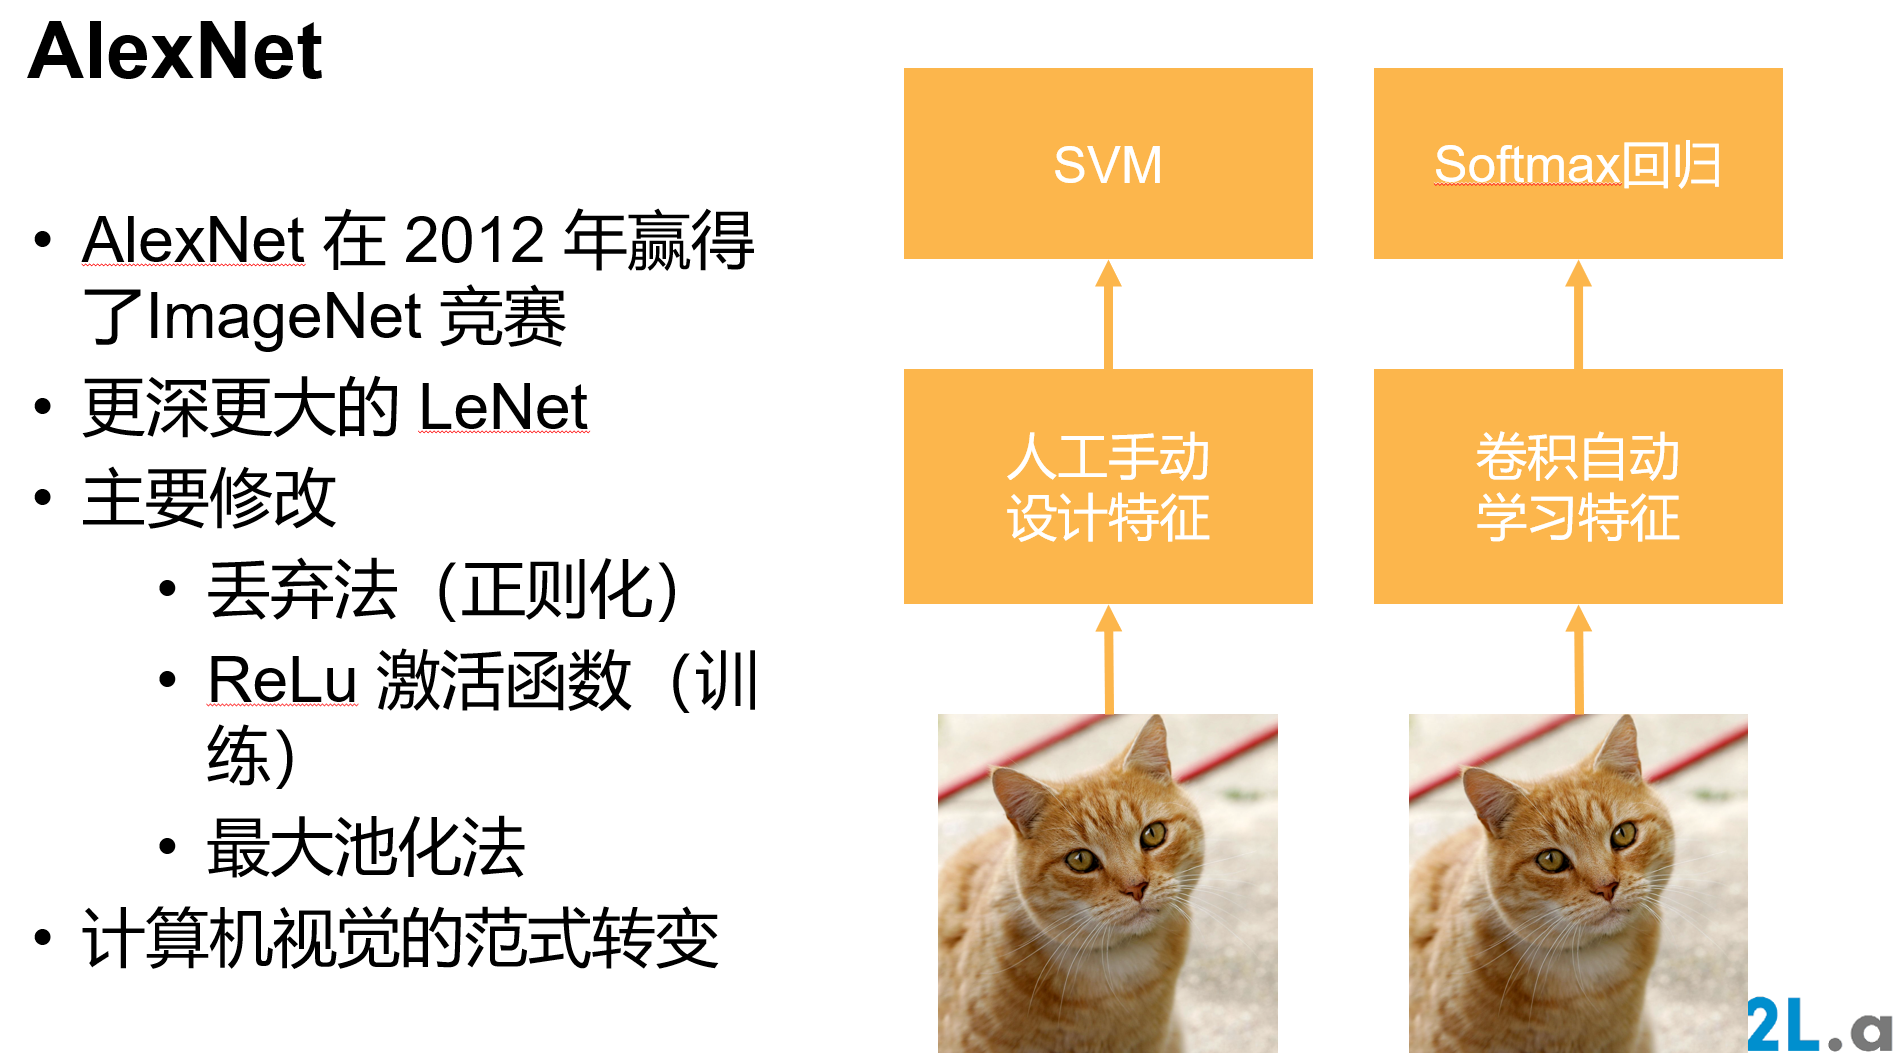 AlexNet
• AlexNet 在 2012 年赢得
了ImageNet 竞赛
• 更深更大的 LeNet
• 主要修改
• 丢弃法（正则化）
• ReLu 激活函数（训
练）
• 最大池化法
• 计算机视觉的范式转变
SVM
人工手动
设计特征
Softmax回归
卷积自动
学习特征
2L.a